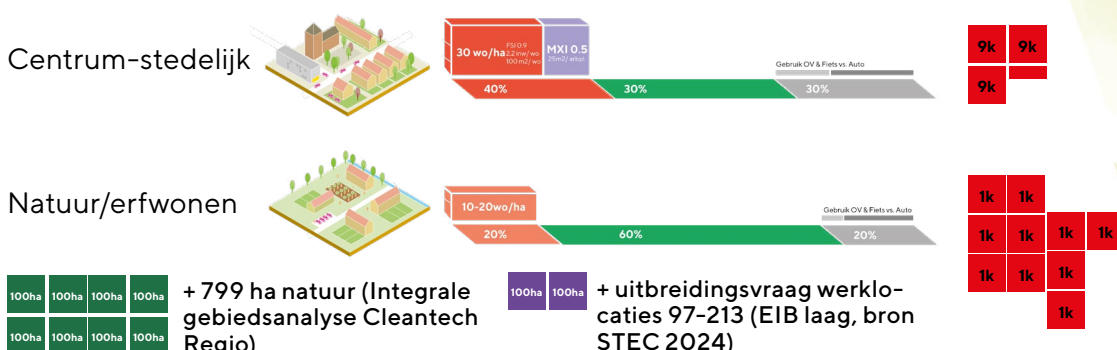 Centrum-stedelijk
30 wo/ha
FSI 0.9
2.2 inw/ wo
100 m2/ wo
MXI 0.5
25m2/ arbpl
Gebruik OV & Fiets vs. Auto
40%
30%
30%
9k 9k
9k
Natuur/erfwonen
10-20wo/ha
Gebruik OV & Fiets vs. Auto
20%
60%
20%
1k 1k
1k 1k 1k 1k
1k 1k 1k
1k
100ha 100ha 100ha 100ha
100ha 100ha 100ha 100ha
+ 799 ha natuur (Integrale
gebiedsanalyse Cleantech
Regio)
100ha 100ha
+ uitbreidingsvraag werklo-
caties 97-213 (EIB laag, bron
STEC 2024)